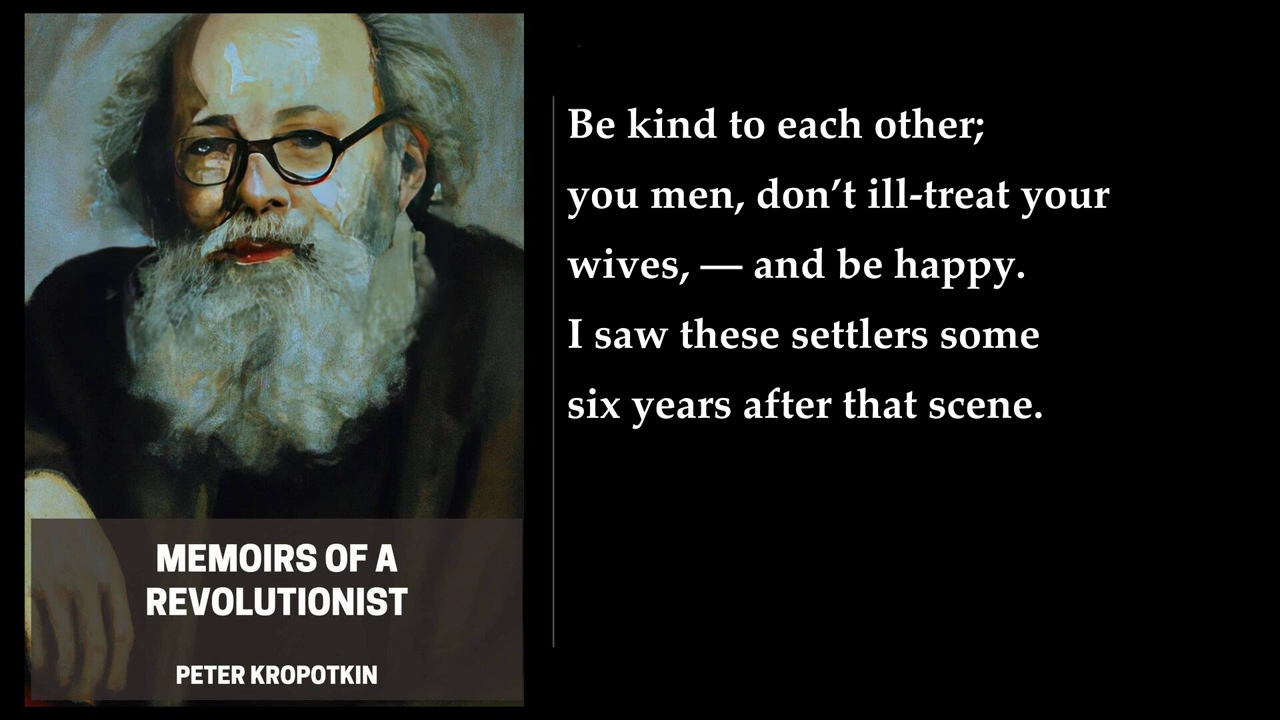 Be kind to each other;
you men, don’t ill-treat your
wives, — and be happy.
I saw these settlers some
six years after that scene.
MEMOIRS OF A
REVOLUTIONIST
PETER KROPOTKIN